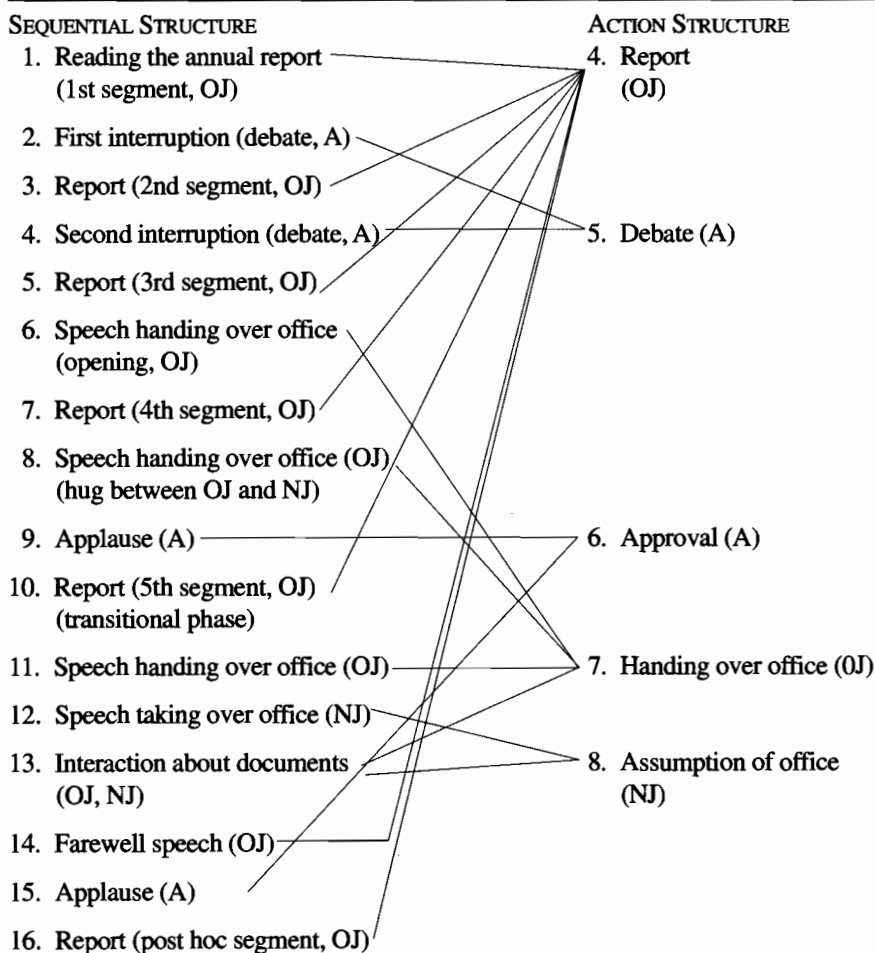 SEQUENTIAL STRUCTURE
1. Reading the annual report
(1st segment, OJ)
2. First interruption (debate, A)
3. Report (2nd segment, OJ)
4. Second interruption (debate, A)
5. Report (3rd segment, OJ)
6. Speech handing over office
(opening, OJ)
7. Report (4th segment, OJ)
8. Speech handing over office (OJ)
(hug between OJ and NJ)
9. Applause (A)
10. Report (5th segment, OJ)
(transitional phase)
11. Speech handing over office (OJ)
12. Speech taking over office (NJ)
13. Interaction about documents
(OJ, NJ)
14. Farewell speech (OJ)
15. Applause (A)
16. Report (post hoc segment, OJ)
ACTION STRUCTURE
4. Report
(OJ)
5. Debate (A)
6. Approval (A)
7. Handing over office (0J)
8. Assumption of office
(NJ)